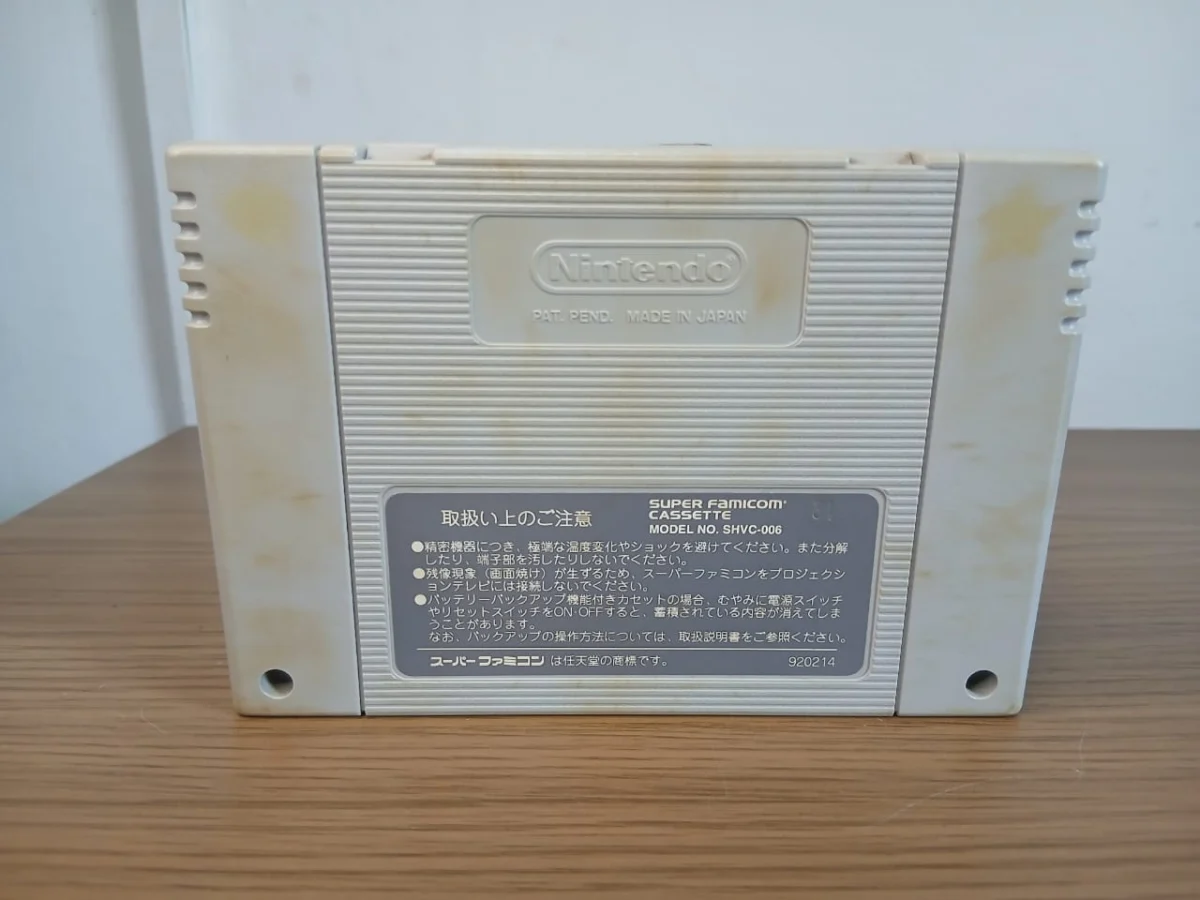 Nintendo®
PAT. PEND. MADE IN JAPAN
取扱い上のご注意
SUPER FAMICOM®
CASSETTE
MODEL NO. SHVC-006
●精密機器につき、極端な温度変化やショックを避けてください。また分解
したり、端子部を汚したりしないでください。
●残像現象(画面焼け)が生ずるため、スーパーファミコンをプロジェクシ
ョンテレビには接続しないでください。
●バッテリーバックアップ機能付きカセットの場合、むやみに電源スイッチ
やリセットスイッチをON・OFFすると、蓄積されている内容が消えてしま
うことがあります。
なお、バックアップの操作方法については、取扱説明書をご参照ください。
スーパーファミコン は任天堂の商標です。
920214